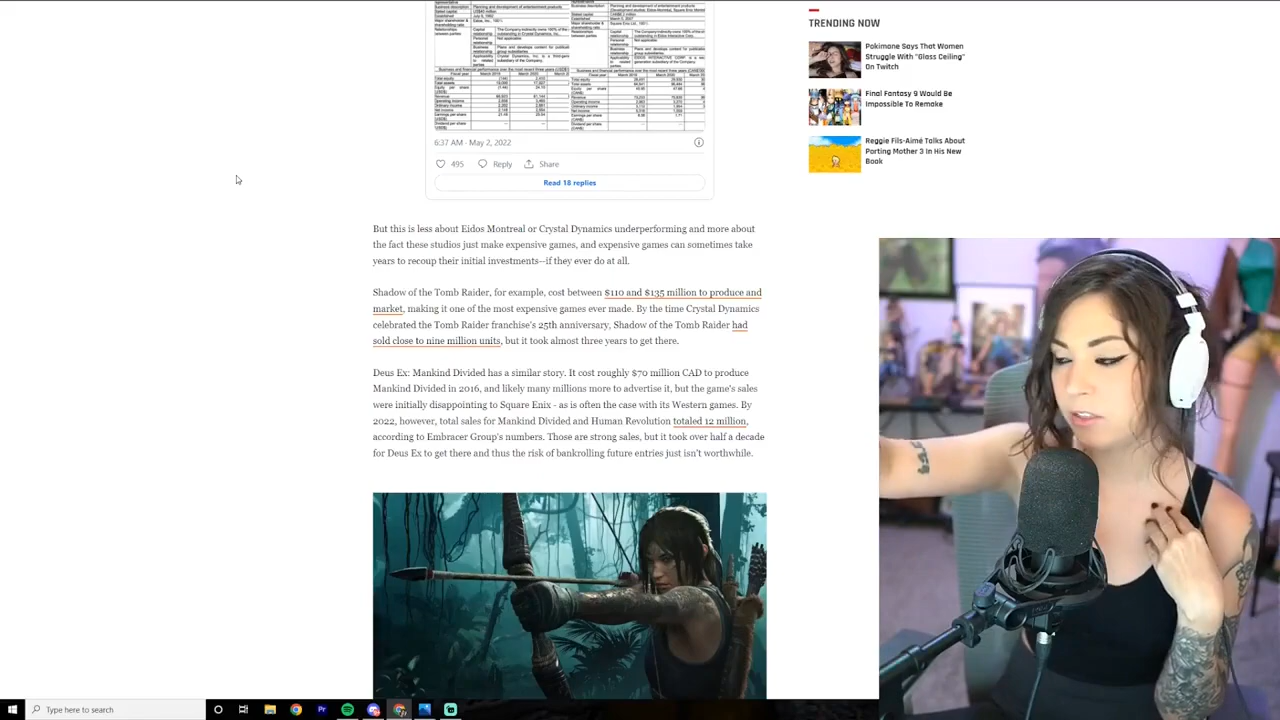 TRENDING NOW
Pokimane Says That Women
Struggle With "Glass Ceiling"
On Twitch
Final Fantasy 9 Would Be
Impossible To Remake
Reggie Fils-Aimé Talks About
Porting Mother 3 In His New
Book
6:37 AM · May 2, 2022
495 Reply Share
Read 18 replies
But this is less about Eidos Montreal or Crystal Dynamics underperforming and more about
the fact these studios just make expensive games, and expensive games can sometimes take
years to recoup their initial investments--if they ever do at all.
Shadow of the Tomb Raider, for example, cost between $110 and $135 million to produce and
market, making it one of the most expensive games ever made. By the time Crystal Dynamics
celebrated the Tomb Raider franchise's 25th anniversary, Shadow of the Tomb Raider had
sold close to nine million units, but it took almost three years to get there.
Deus Ex: Mankind Divided has a similar story. It cost roughly $70 million CAD to produce
Mankind Divided in 2016, and likely many millions more to advertise it, but the game's sales
were initially disappointing to Square Enix - as is often the case with its Western games. By
2022, however, total sales for Mankind Divided and Human Revolution totaled 12 million,
according to Embracer Group's numbers. Those are strong sales, but it took over half a decade
for Deus Ex to get there and thus the risk of bankrolling future entries just isn't worthwhile.
Type here to search